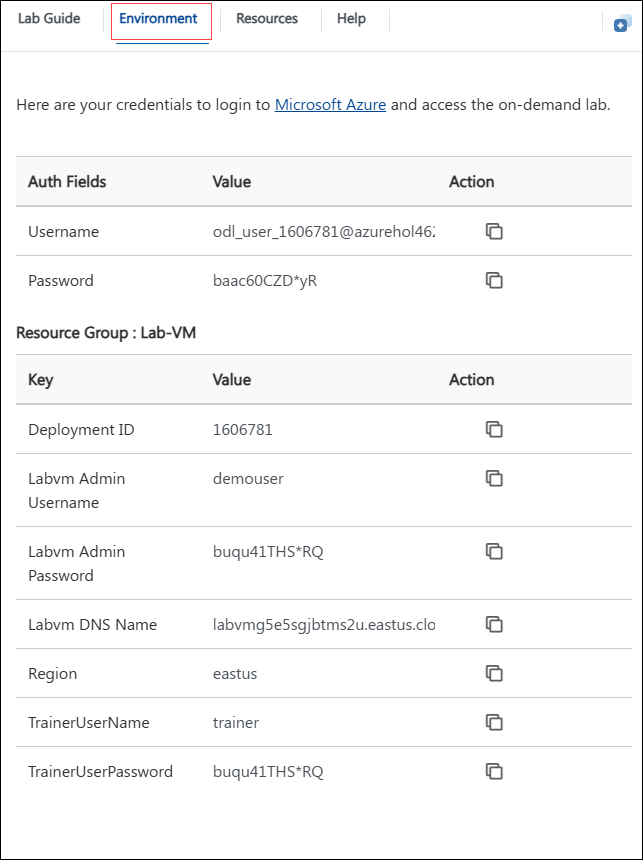 Lab Guide Environment Resources Help
Here are your credentials to login to Microsoft Azure and access the on-demand lab.
Auth Fields Value Action
Username odl_user_1606781@azurehol462
Password baac60CZD*yR
Resource Group : Lab-VM
Key Value Action
Deployment ID 1606781
Labvm Admin demouser
Username
Labvm Admin buqu41THS*RQ
Password
Labvm DNS Name labvmg5e5sgjbtms2u.eastus.clo
Region eastus
TrainerUserName trainer
TrainerUserPassword buqu41THS*RQ